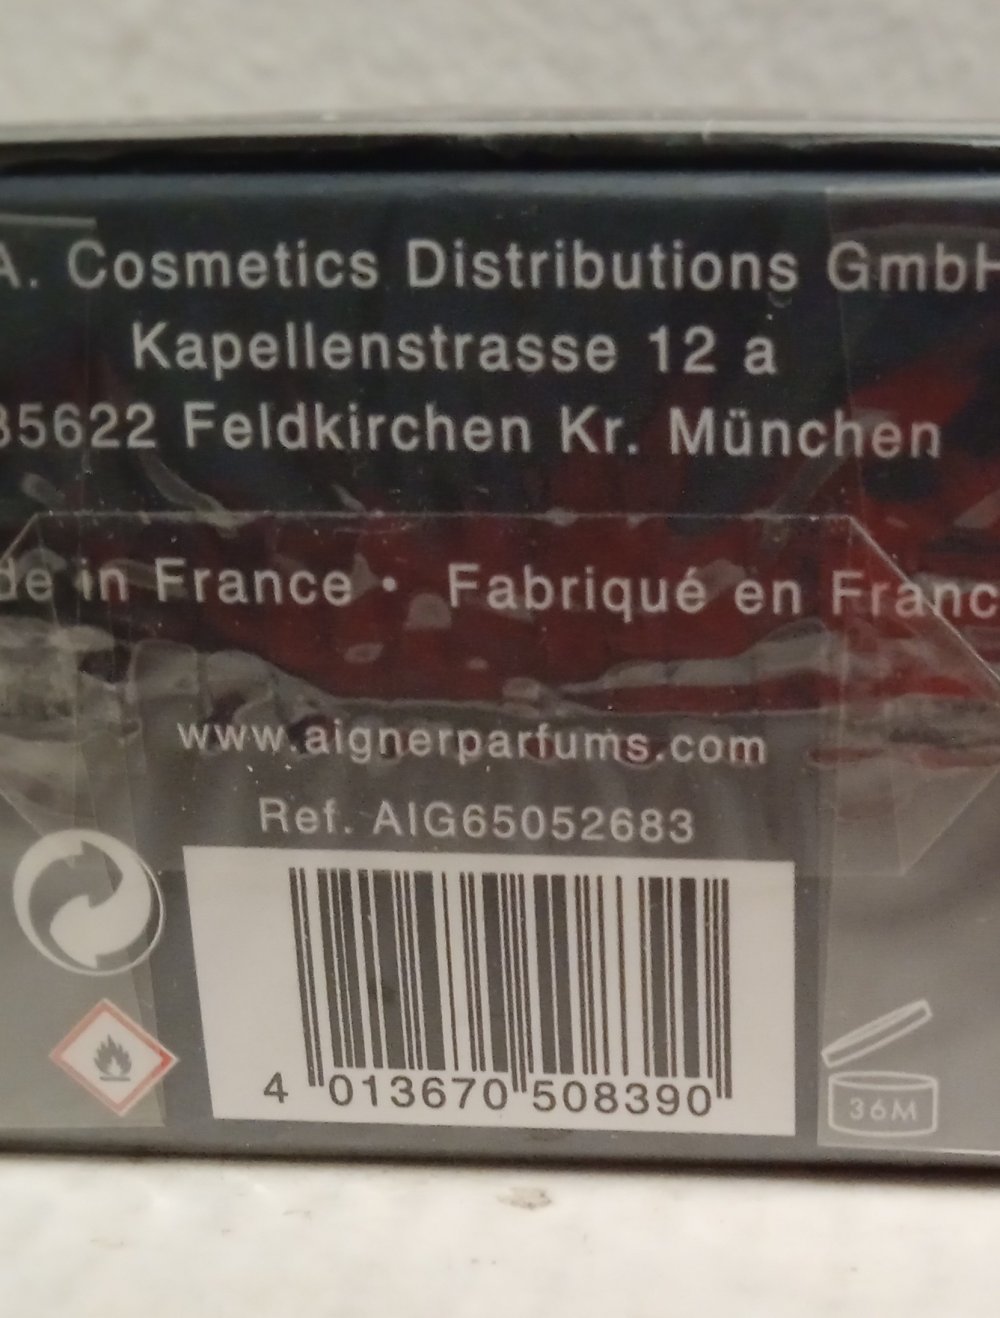 A. Cosmetics Distributions GmbH
Kapellenstrasse 12 a
85622 Feldkirchen Kr. München
de in France • Fabriqué en Franc
www.aignerparfums.com
Ref. AIG65052683
4 013670 508390
36M